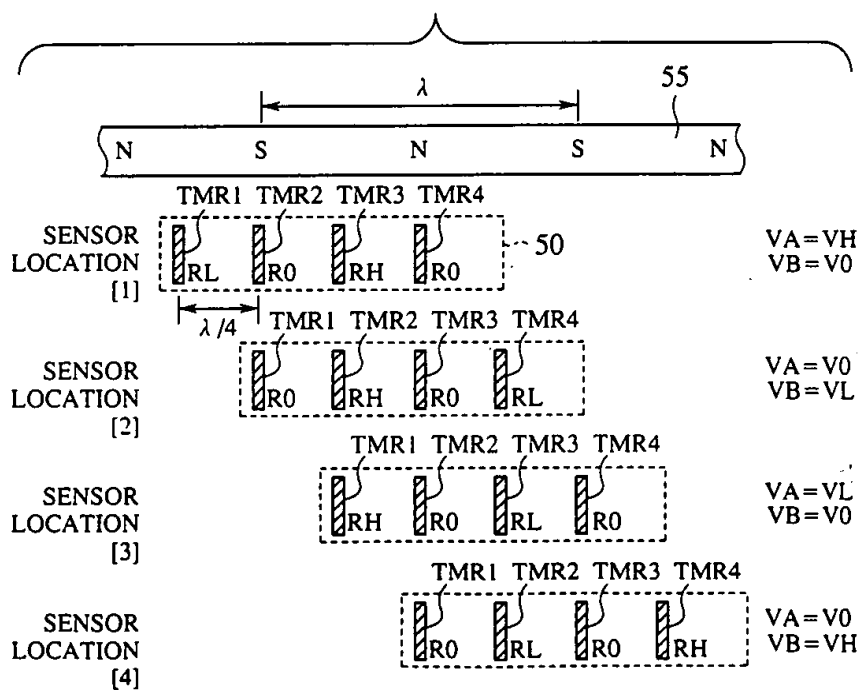 λ
55
N S N S N
TMR1 TMR2 TMR3 TMR4
SENSOR LOCATION [1]
RL R0 RH R0
50
VA=VH
VB=V0
λ/4
TMR1 TMR2 TMR3 TMR4
SENSOR LOCATION [2]
R0 RH R0 RL
VA=V0
VB=VL
TMR1 TMR2 TMR3 TMR4
SENSOR LOCATION [3]
RH R0 RL R0
VA=VL
VB=V0
TMR1 TMR2 TMR3 TMR4
SENSOR LOCATION [4]
R0 RL R0 RH
VA=V0
VB=VH